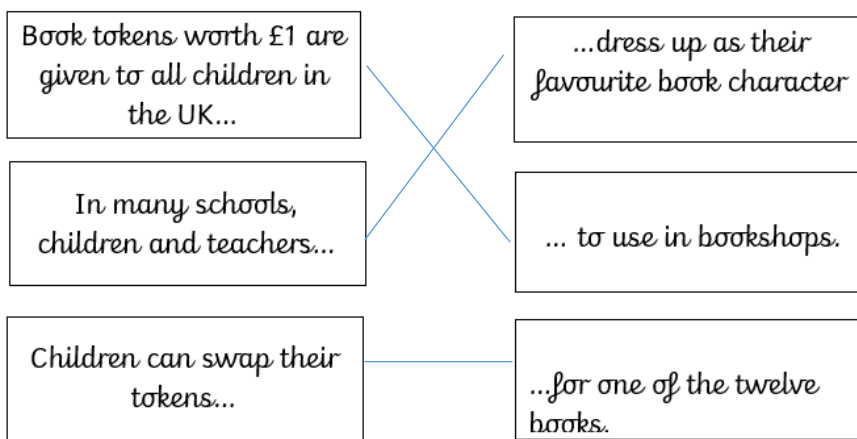 Book tokens worth £1 are
given to all children in
the UK...
...dress up as their
favourite book character
In many schools,
children and teachers...
... to use in bookshops.
Children can swap their
tokens...
...for one of the twelve
books.